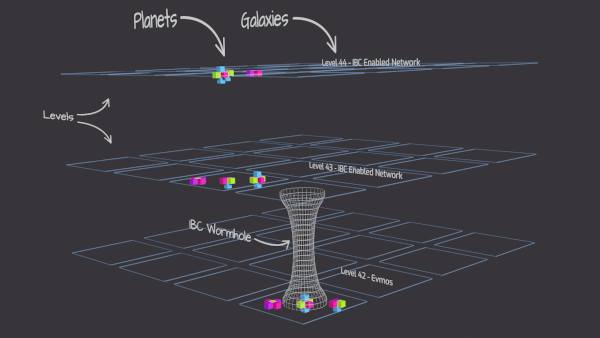 Planets
Galaxies
Level 44 - IBC Enabled Network
Levels
Level 43 - IBC Enabled Network
IBC Wormhole
Level 42 - Evmos